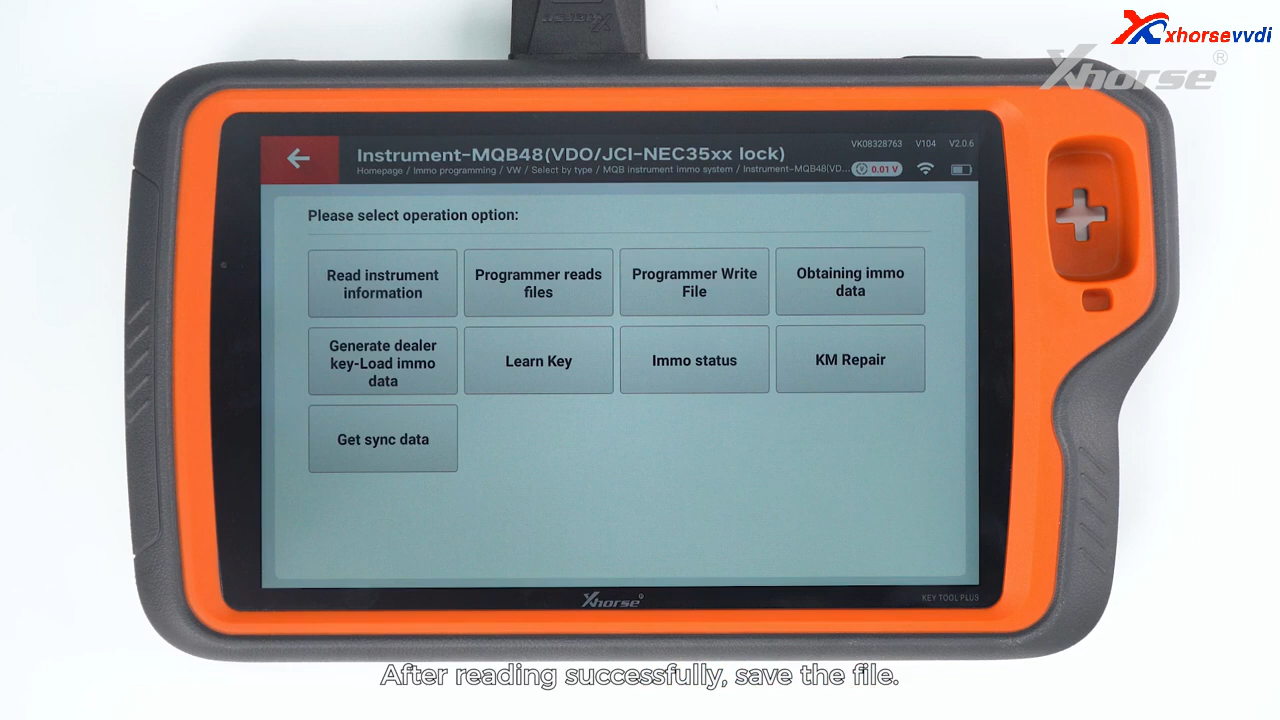 xhorsevvdi
Xhorse®
Xhorse
Instrument-MQB48(VDO/JCI-NEC35xx lock)
VK08328763 V104 V2.0.6
Homepage / Immo programming / VW / Select by type / MQB instrument immo system / Instrument-MQB48(VD...
0.01 V
Please select operation option:
Read instrument
information
Programmer reads
files
Programmer Write
File
Obtaining immo
data
Generate dealer
key-Load immo
data
Learn Key
Immo status
KM Repair
Get sync data
Xhorse®
KEY TOOL PLUS
After reading successfully, save the file.